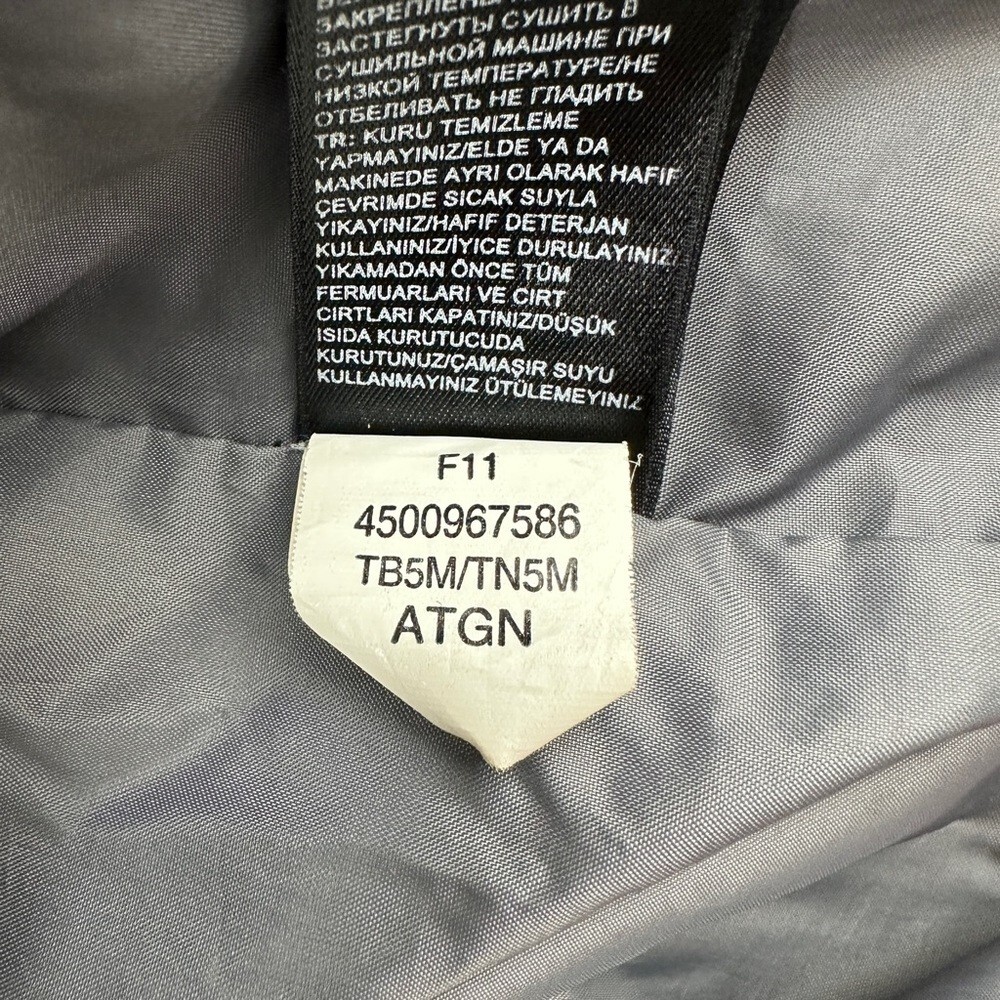 ЗАКРЕПЛЕНЫ
ЗАСТЕГНУТЫ СУШИТЬ В
СУШИЛЬНОЙ МАШИНЕ ПРИ
НИЗКОЙ ТЕМПЕРАТУРЕ/НЕ
ОТБЕЛИВАТЬ НЕ ГЛАДИТЬ
TR: KURU TEMIZLEME
YAPMAYINIZ/ELDE YA DA
MAKINEDE AYRI OLARAK HAFIF
ÇEVRIMDE SICAK SUYLA
YIKAYINIZ/HAFIF DETERJAN
KULLANINIZ/İYICE DURULAYINIZ
YIKAMADAN ÖNCE TÜM
FERMUARLARI VE CIRT
CIRTLARI KAPATINIZ/DÜŞÜK
ISIDA KURUTUCUDA
KURUTUNUZ/ÇAMAŞIR SUYU
KULLANMAYINIZ ÜTÜLEMEYINIZ
F11
4500967586
TB5M/TN5M
ATGN